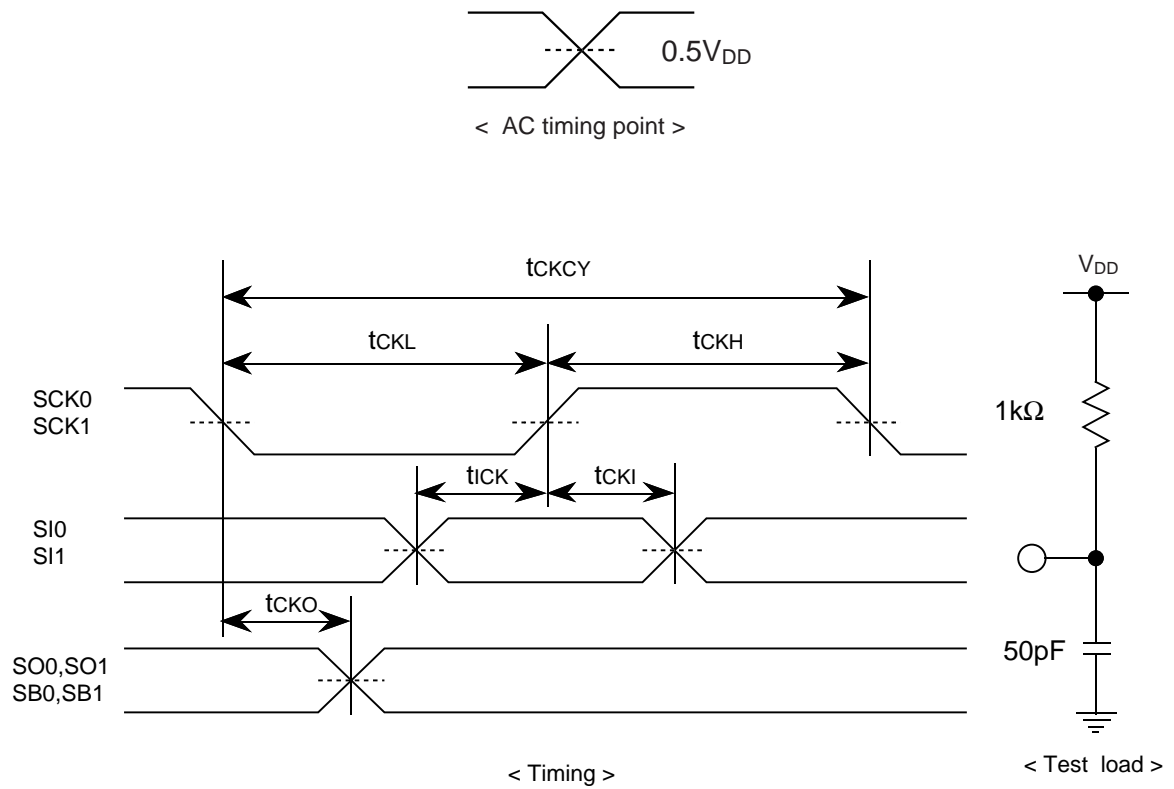 0.5VDD
< AC timing point >
tCKCY
VDD
tCKL
tCKH
SCK0
SCK1
1kΩ
tICK
tCKI
SI0
SI1
tCKO
SO0,SO1
SB0,SB1
50pF
< Timing >
< Test load >